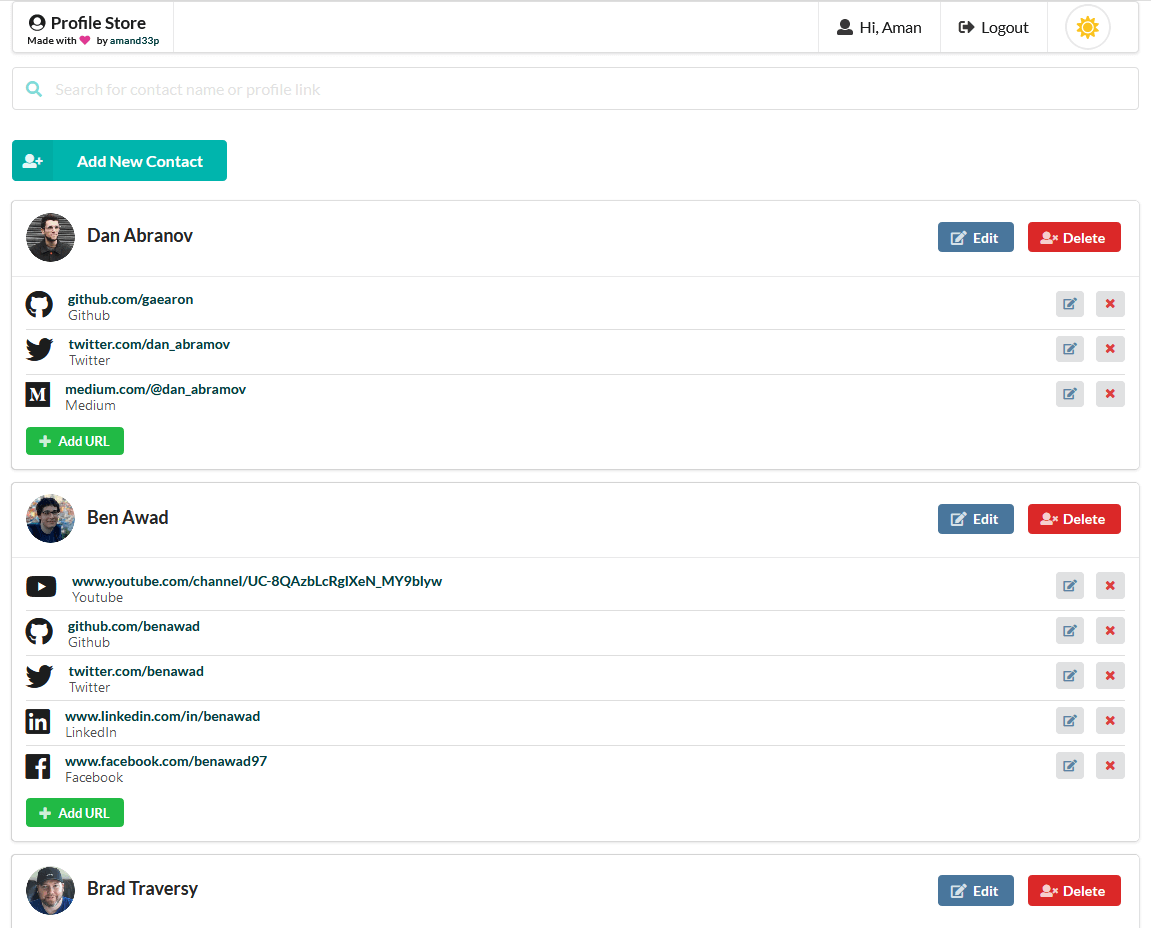 Profile Store
Made with by amand33p
Hi, Aman
Logout
Search for contact name or profile link
Add New Contact
Dan Abranov
Edit
Delete
github.com/gaearon
Github
twitter.com/dan_abramov
Twitter
M
medium.com/@dan_abramov
Medium
Add URL
Ben Awad
Edit
Delete
www.youtube.com/channel/UC-8QAzbLcRglXeN_MY9blyw
Youtube
github.com/benawad
Github
twitter.com/benawad
Twitter
in
www.linkedin.com/in/benawad
LinkedIn
f
www.facebook.com/benawad97
Facebook
Add URL
Brad Traversy
Edit
Delete